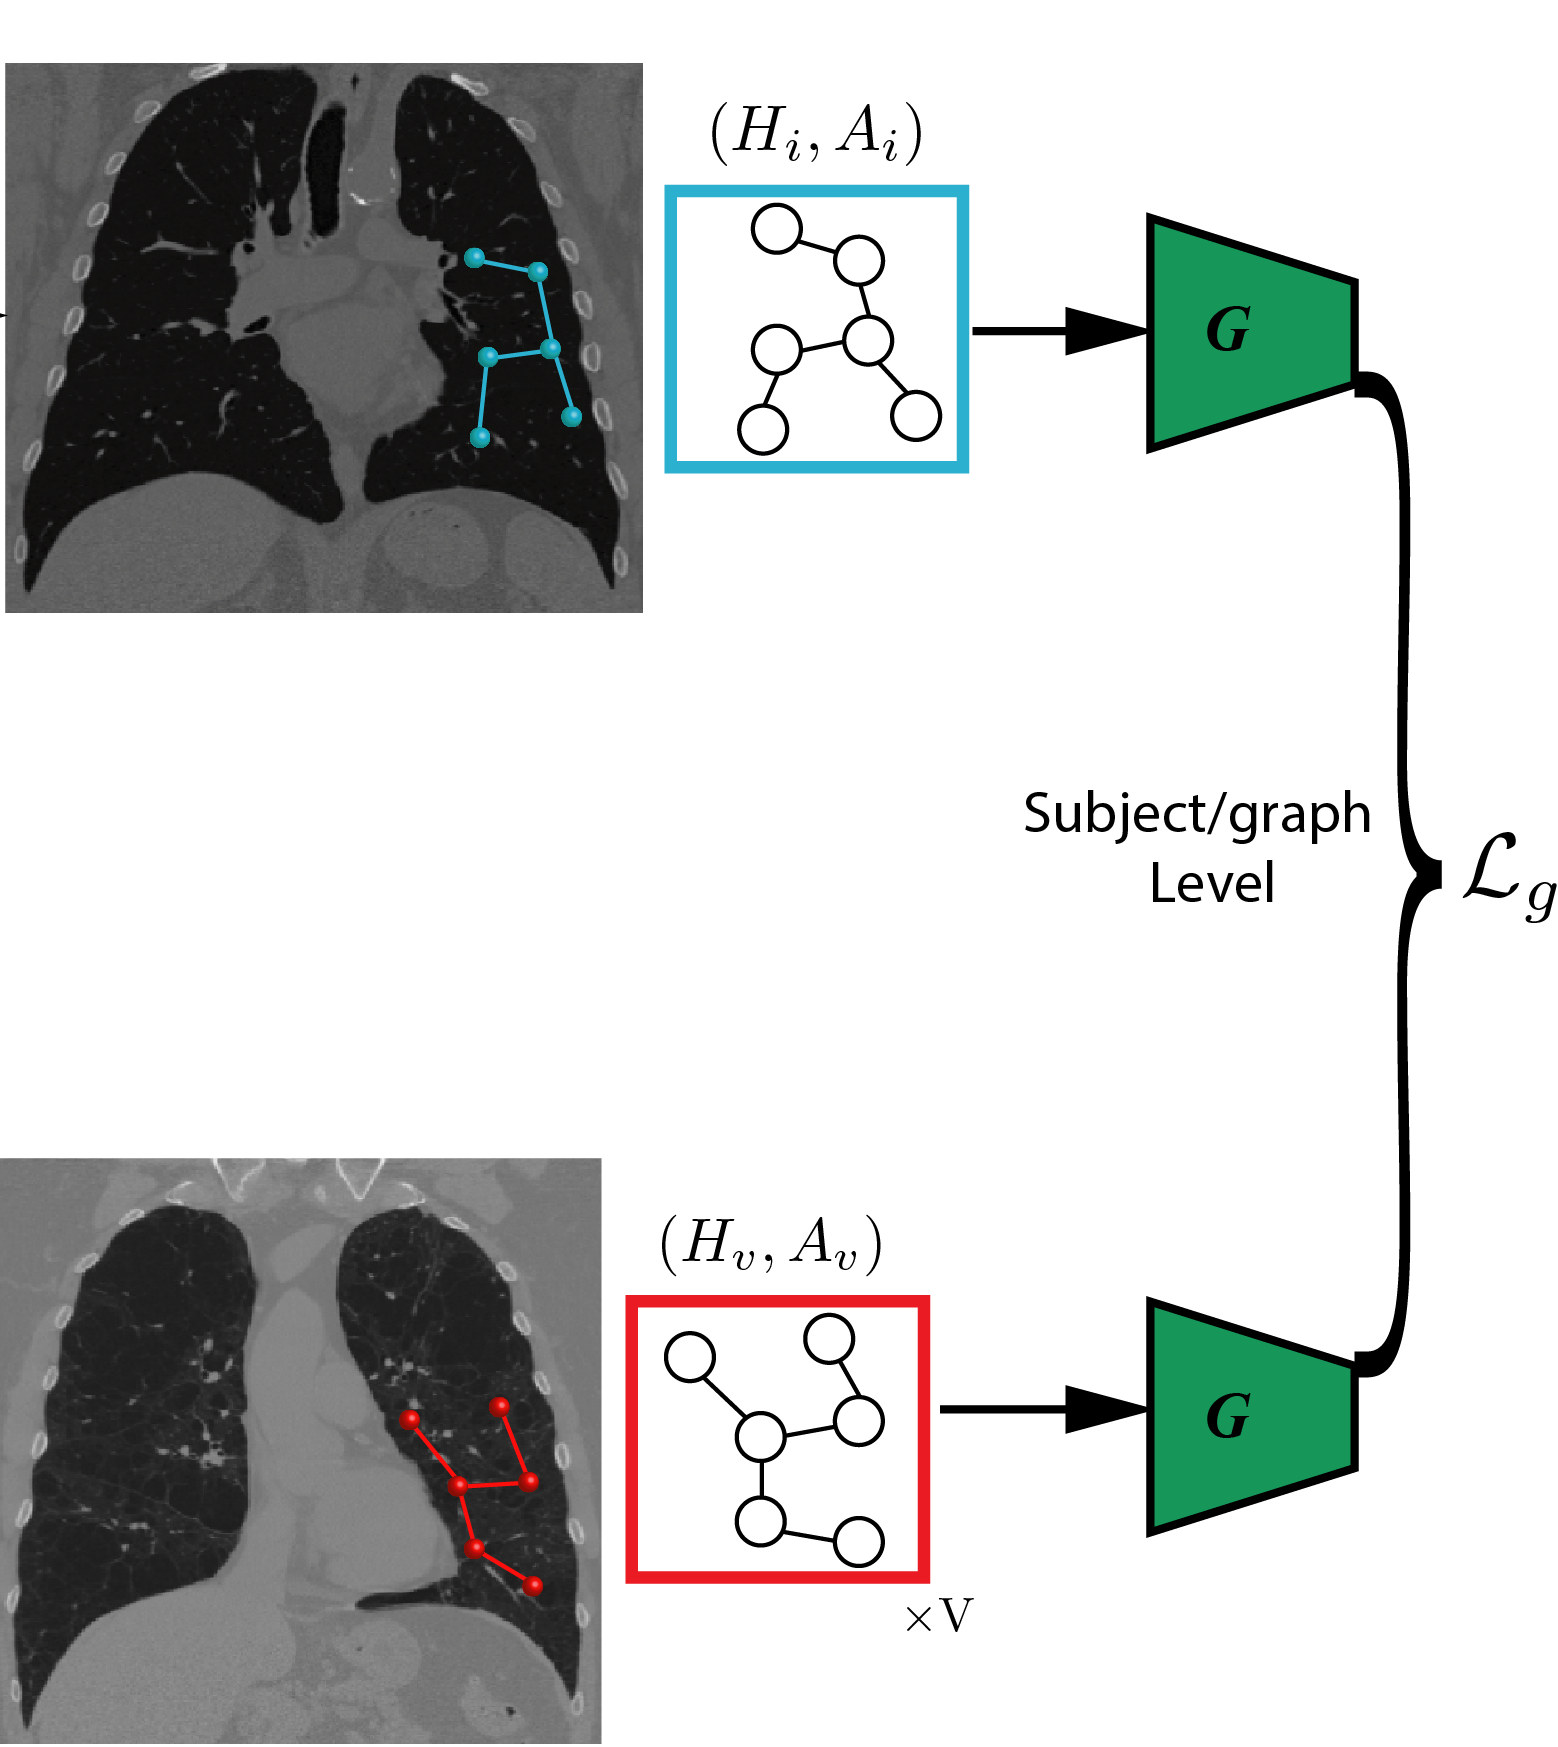 (H_i, A_i)
G
Subject/graph
Level
ℒ_g
(H_v, A_v)
G
×V